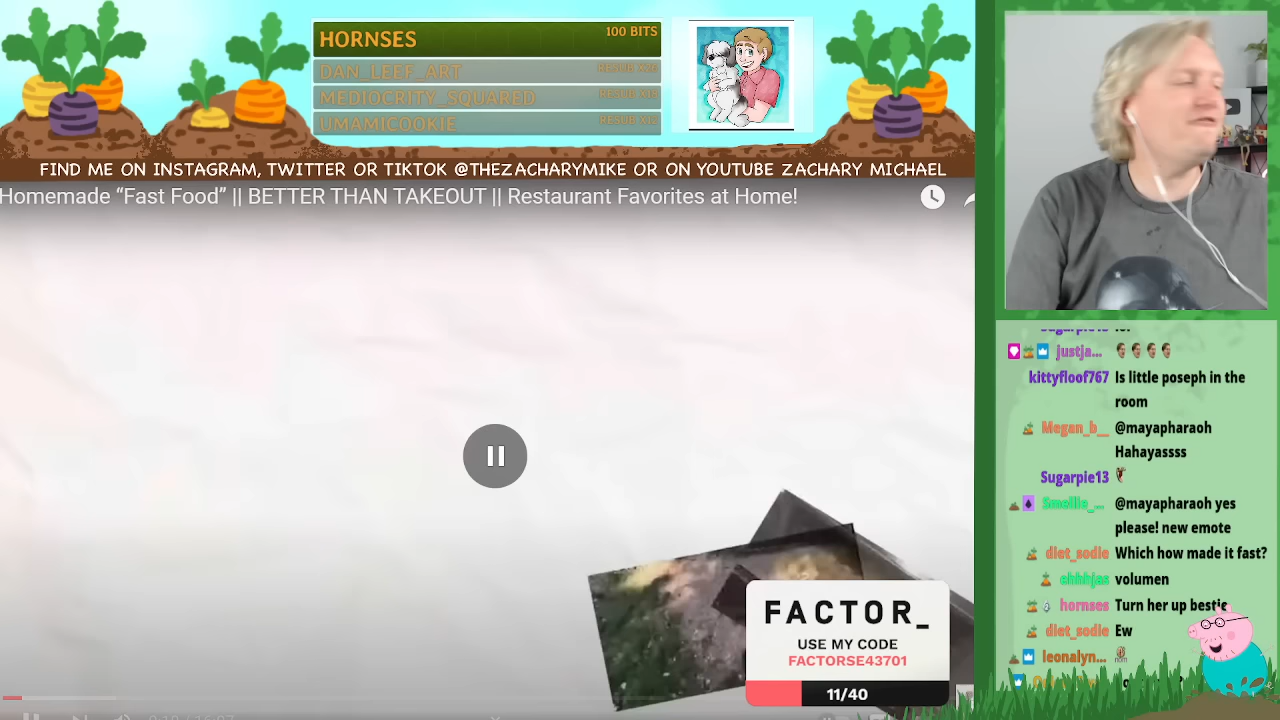 HORNSES 100 BITS
DAN_LEEF_ART RESUB X26
MEDIOCRITY_SQUARED
UMAMICOOKIE
FIND ME ON INSTAGRAM, TWITTER OR TIKTOK @THEZACHARYMIKE OR ON YOUTUBE ZACHARY MICHAEL
Homemade “Fast Food” || BETTER THAN TAKEOUT || Restaurant Favorites at Home!
justja...
kittyfloof767 Is little poseph in the
room
Megan_b__ @mayapharaoh
Hahayassss
Sugarpie13
Smellie_... @mayapharaoh yes
please! new emote
diet_sodie Which how made it fast?
ohhhjas volumen
hornses Turn her up bestie
diet_sodie Ew
leonalyn...
FACTOR_
USE MY CODE
FACTORSE43701
11/40